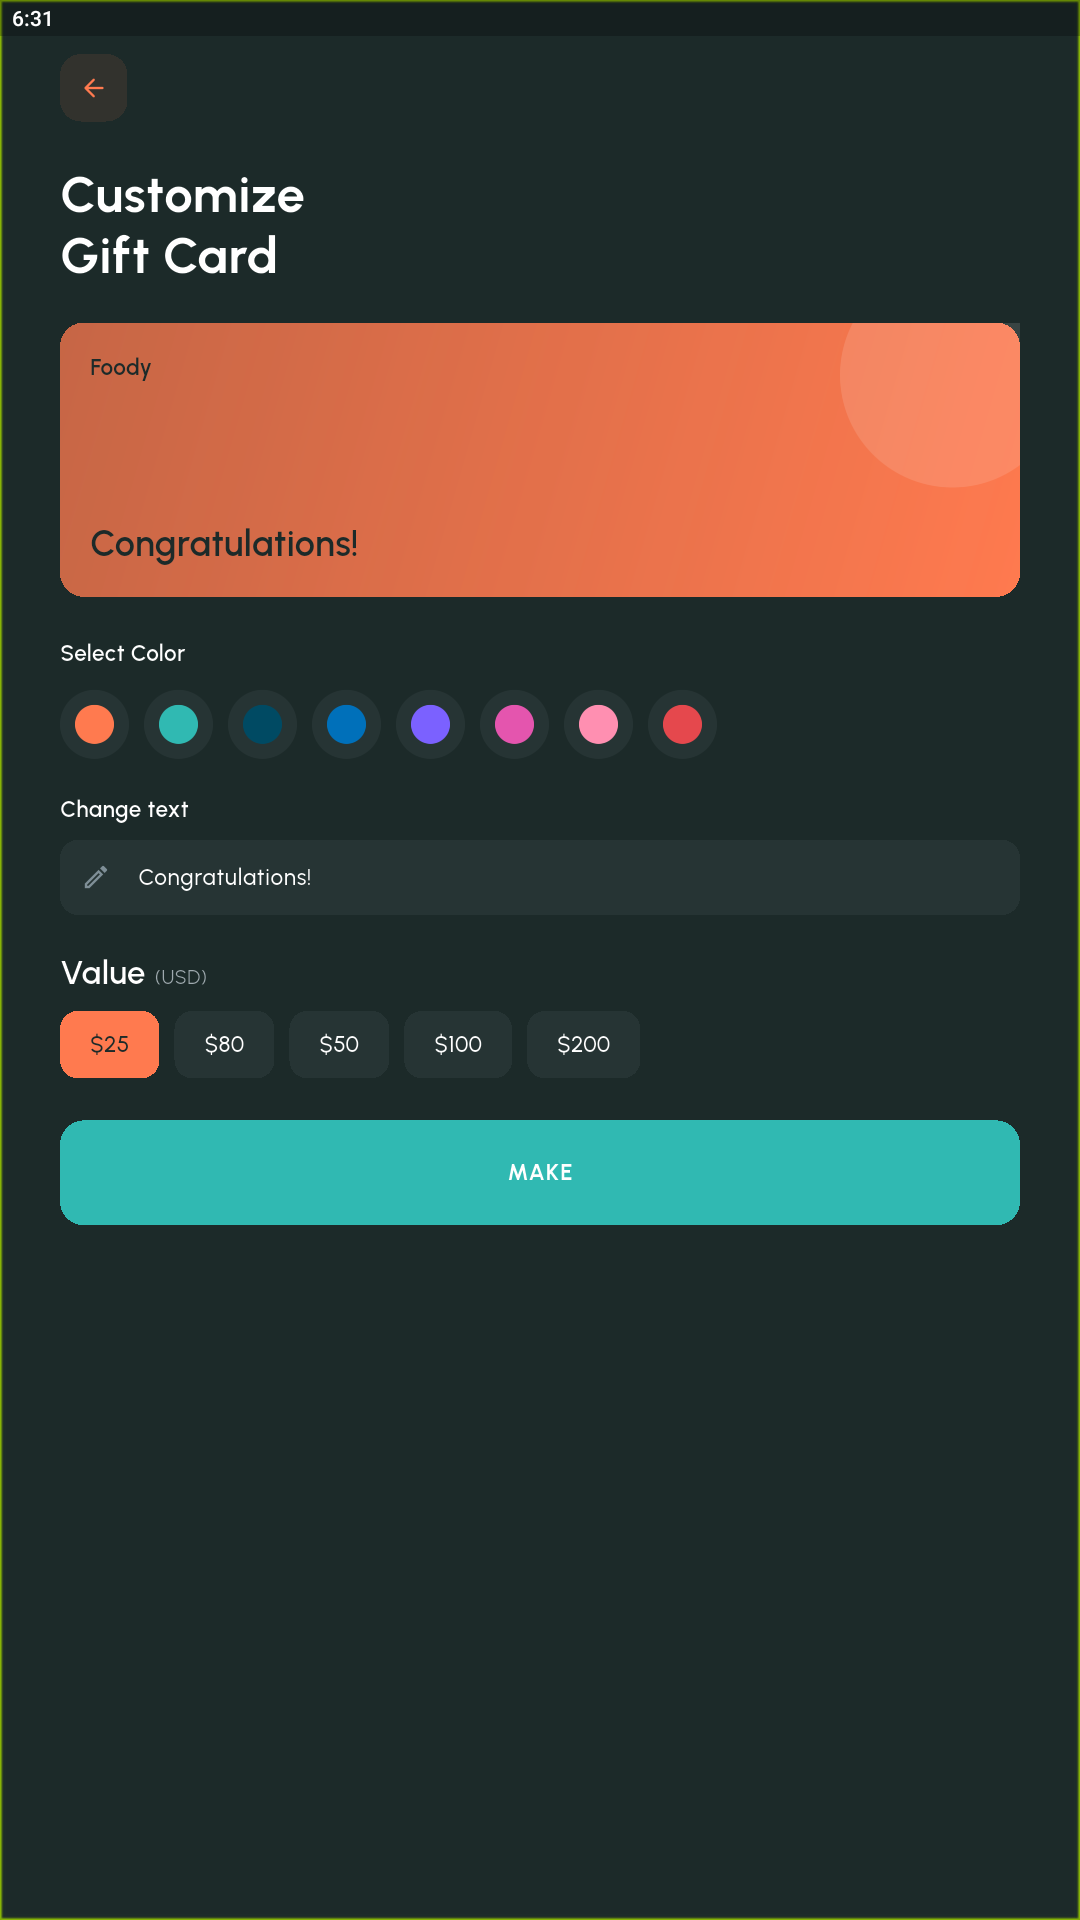 6:31
Customize
Gift Card
Foody
Congratulations!
Select Color
Change text
Congratulations!
Value (USD)
$25 $80 $50 $100 $200
MAKE